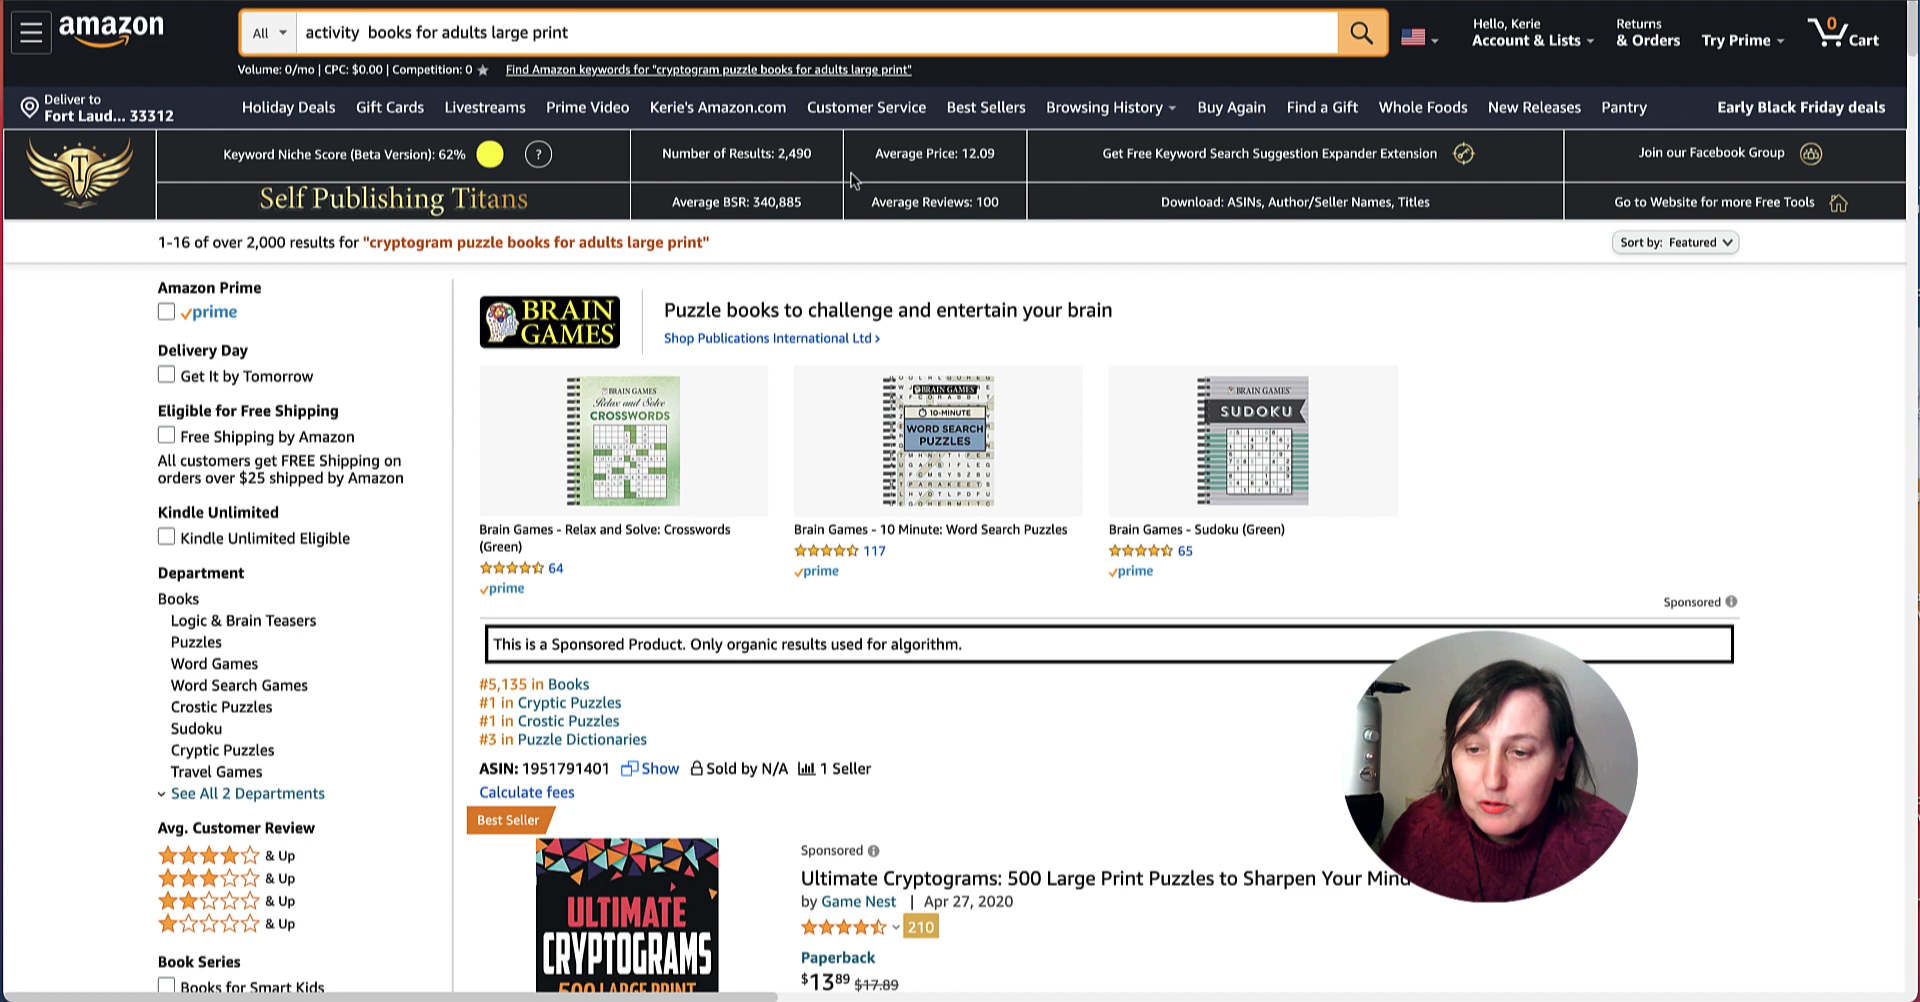 amazon
All
activity  books for adults large print
Hello, Kerie
Account & Lists
Returns
& Orders
Try Prime
0
Cart
Volume: 0/mo | CPC: $0.00 | Competition: 0
Find Amazon keywords for "cryptogram puzzle books for adults large print"
Deliver to
Fort Laud... 33312
Holiday Deals
Gift Cards
Livestreams
Prime Video
Kerie's Amazon.com
Customer Service
Best Sellers
Browsing History
Buy Again
Find a Gift
Whole Foods
New Releases
Pantry
Early Black Friday deals
T
Keyword Niche Score (Beta Version): 62%
?
Number of Results: 2,490
Average Price: 12.09
Get Free Keyword Search Suggestion Expander Extension
Join our Facebook Group
Self Publishing Titans
Average BSR: 340,885
Average Reviews: 100
Download: ASINs, Author/Seller Names, Titles
Go to Website for more Free Tools
1-16 of over 2,000 results for "cryptogram puzzle books for adults large print"
Sort by: Featured
Amazon Prime
prime
Delivery Day
Get It by Tomorrow
Eligible for Free Shipping
Free Shipping by Amazon
All customers get FREE Shipping on
orders over $25 shipped by Amazon
Kindle Unlimited
Kindle Unlimited Eligible
Department
Books
Logic & Brain Teasers
Puzzles
Word Games
Word Search Games
Crostic Puzzles
Sudoku
Cryptic Puzzles
Travel Games
See All 2 Departments
Avg. Customer Review
& Up
& Up
& Up
& Up
Book Series
Books for Smart Kids
BRAIN
GAMES
Puzzle books to challenge and entertain your brain
Shop Publications International Ltd
BRAIN GAMES
Relax and Solve
CROSSWORDS
BRAIN GAMES
10-MINUTE
WORD SEARCH
PUZZLES
BRAIN GAMES
SUDOKU
Brain Games - Relax and Solve: Crosswords
(Green)
64
prime
Brain Games - 10 Minute: Word Search Puzzles
117
prime
Brain Games - Sudoku (Green)
65
prime
Sponsored
This is a Sponsored Product. Only organic results used for algorithm.
#5,135 in Books
#1 in Cryptic Puzzles
#1 in Crostic Puzzles
#3 in Puzzle Dictionaries
ASIN: 1951791401
Show
Sold by N/A
1 Seller
Calculate fees
Best Seller
ULTIMATE
CRYPTOGRAMS
500 LARGE PRINT
Sponsored
Ultimate Cryptograms: 500 Large Print Puzzles to Sharpen Your Mind
by Game Nest | Apr 27, 2020
210
Paperback
$13 89 $17.89